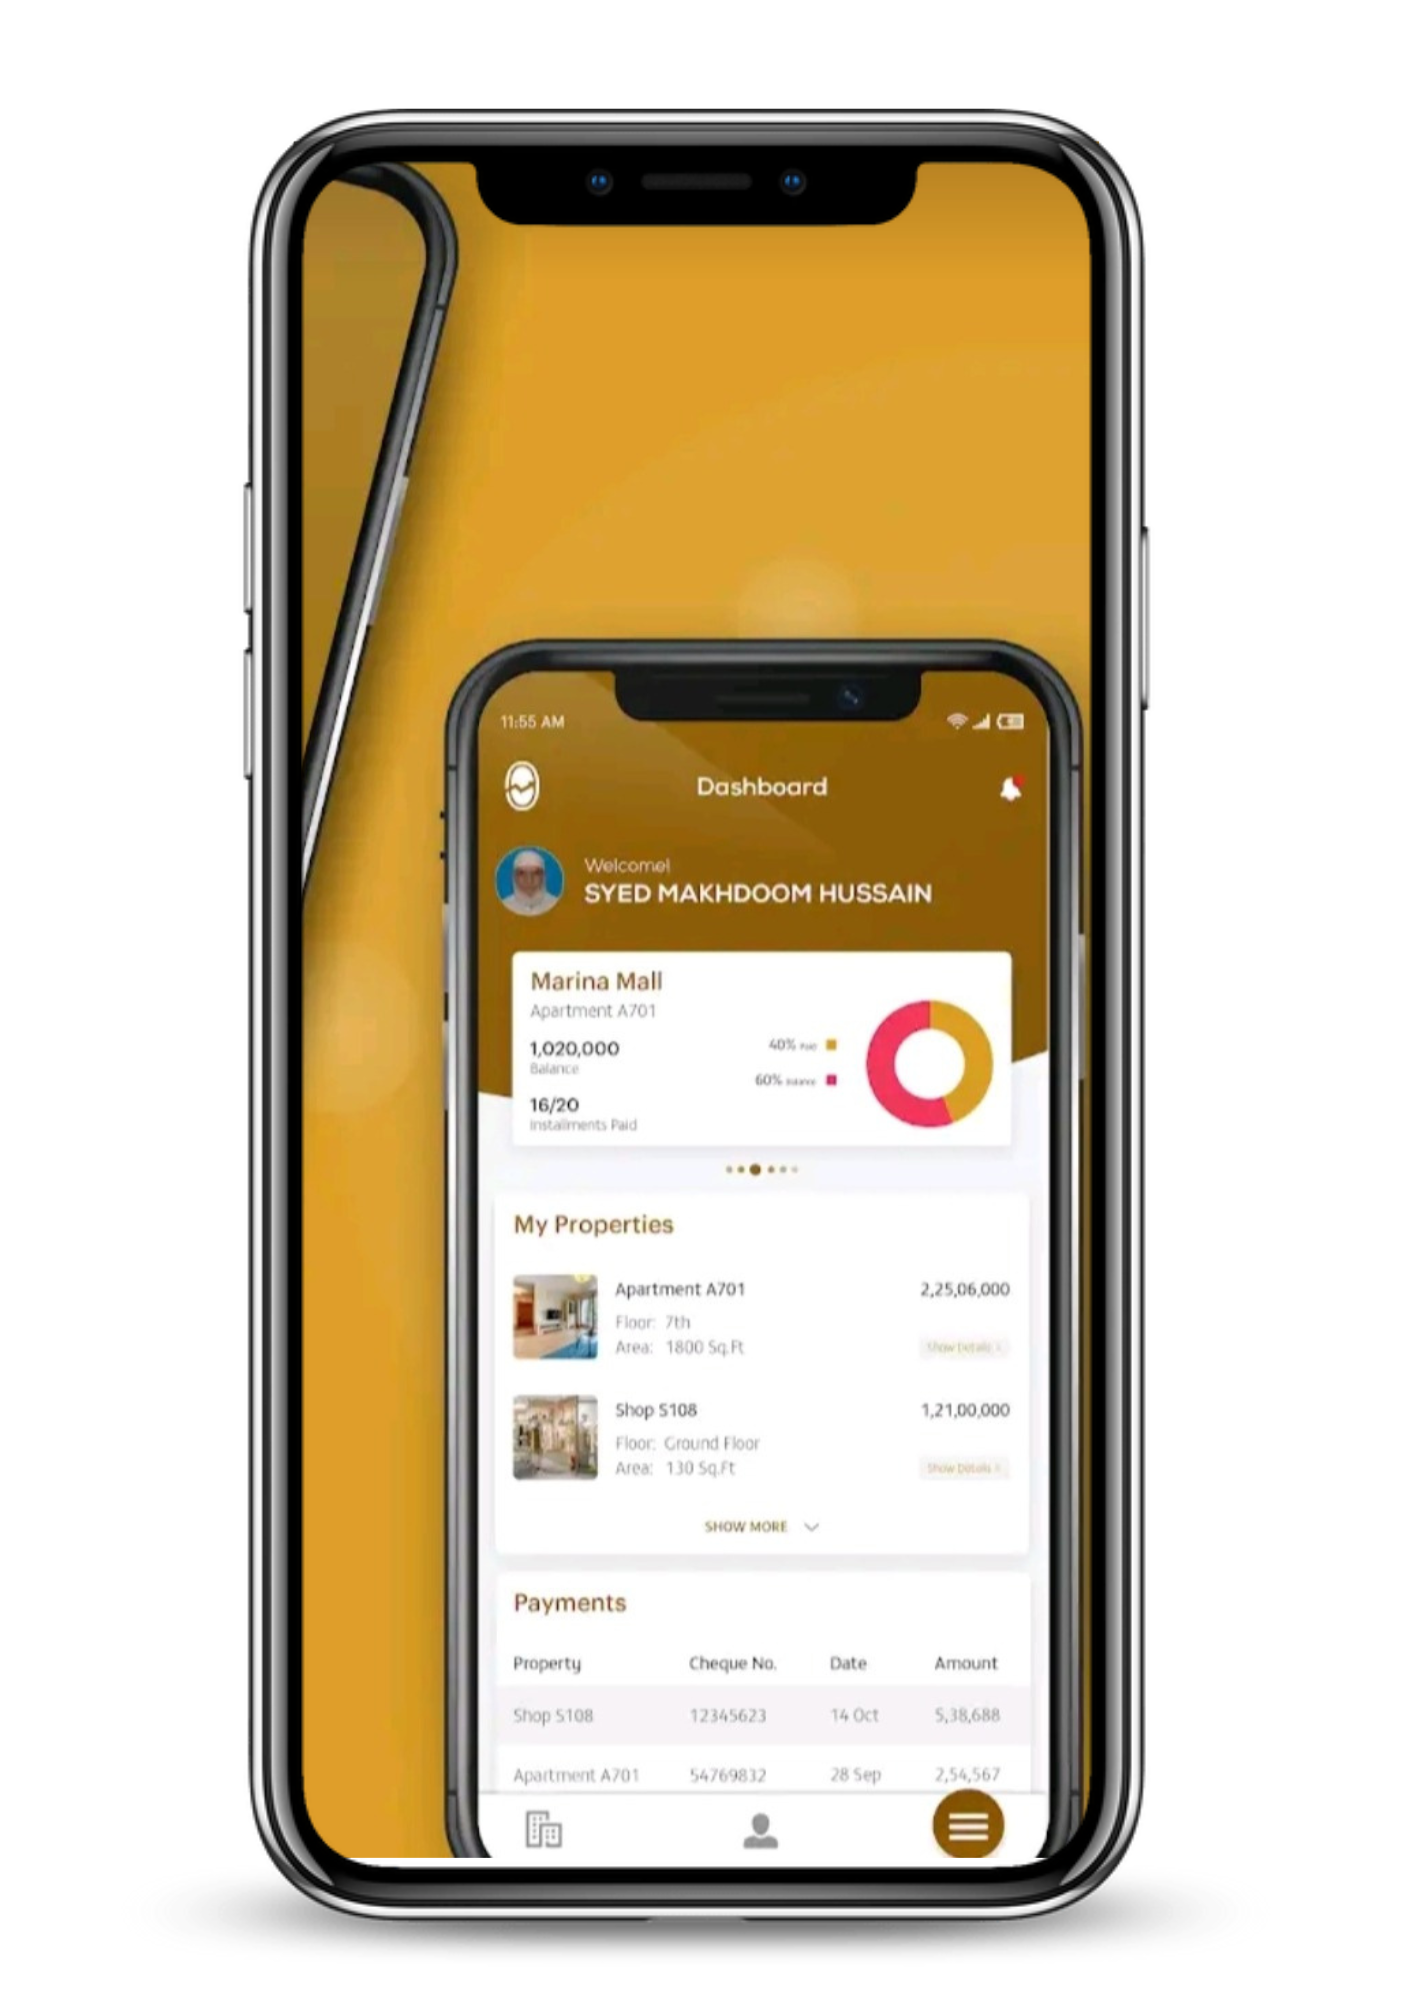 11:55 AM
Dashboard
Welcome!
SYED MAKHDOOM HUSSAIN
Marina Mall
Apartment A701
1,020,000
Balance
40% Paid
60% Balance
16/20
Installments Paid
My Properties
Apartment A701
2,25,06,000
Floor: 7th
Area: 1800 Sq.Ft
Show Details >
Shop S108
1,21,00,000
Floor: Ground Floor
Area: 130 Sq.Ft
Show Details >
SHOW MORE
Payments
Property Cheque No. Date Amount
Shop S108 12345623 14 Oct 5,38,688
Apartment A701 54769832 28 Sep 2,54,567